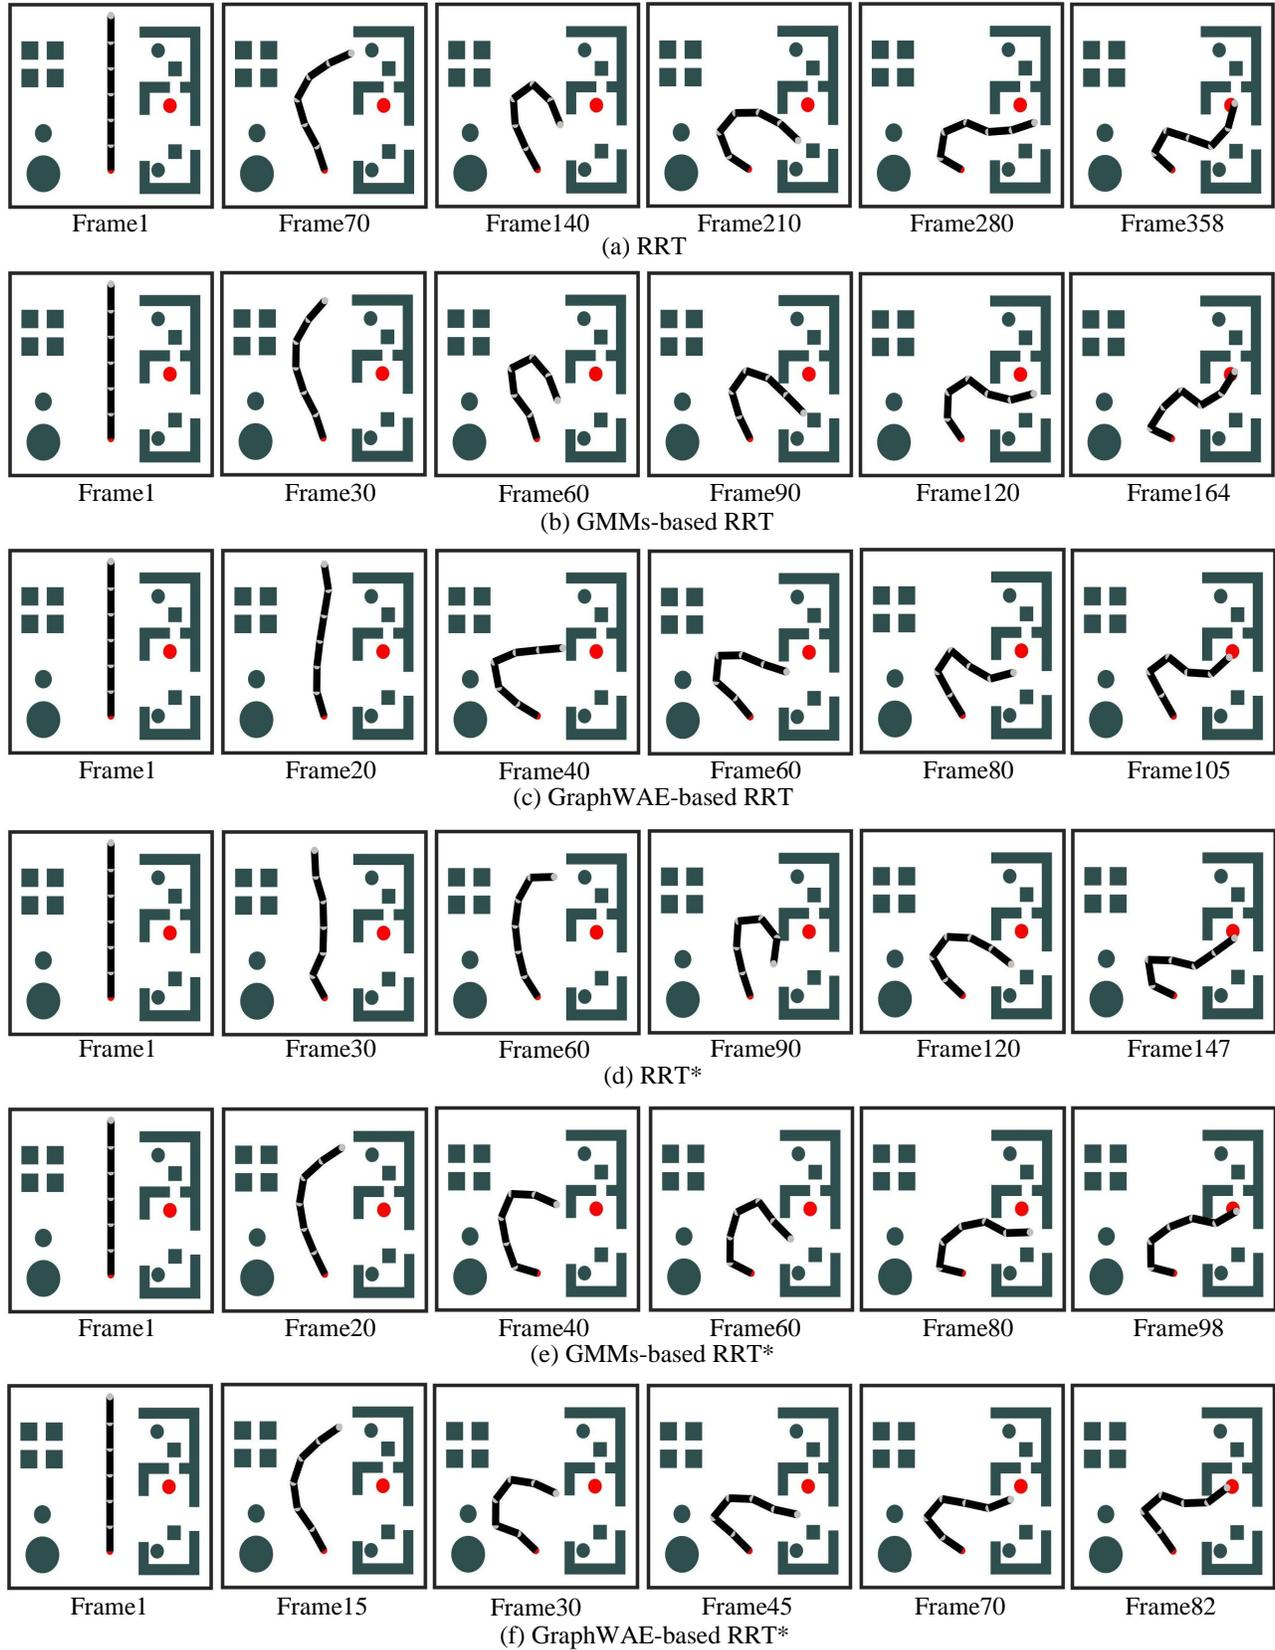 Frame1 Frame70 Frame140 Frame210 Frame280 Frame358
(a) RRT
Frame1 Frame30 Frame60 Frame90 Frame120 Frame164
(b) GMMs-based RRT
Frame1 Frame20 Frame40 Frame60 Frame80 Frame105
(c) GraphWAE-based RRT
Frame1 Frame30 Frame60 Frame90 Frame120 Frame147
(d) RRT*
Frame1 Frame20 Frame40 Frame60 Frame80 Frame98
(e) GMMs-based RRT*
Frame1 Frame15 Frame30 Frame45 Frame70 Frame82
(f) GraphWAE-based RRT*